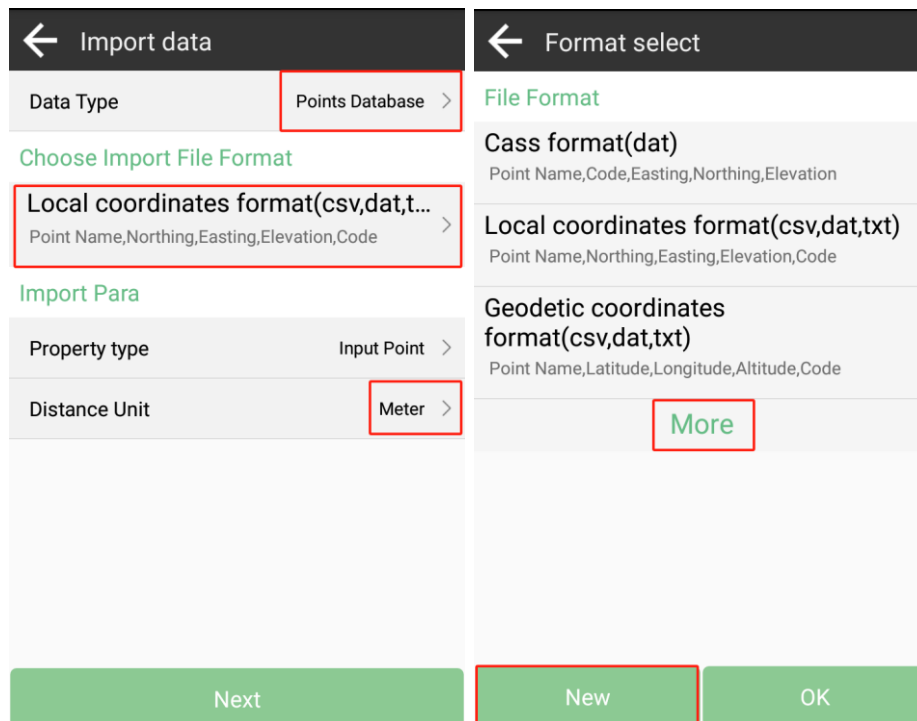 Import data
Data Type
Points Database
Choose Import File Format
Local coordinates format(csv,dat,t...
Point Name,Northing,Easting,Elevation,Code
Import Para
Property type
Input Point
Distance Unit
Meter
Next
Format select
File Format
Cass format(dat)
Point Name,Code,Easting,Northing,Elevation
Local coordinates format(csv,dat,txt)
Point Name,Northing,Easting,Elevation,Code
Geodetic coordinates
format(csv,dat,txt)
Point Name,Latitude,Longitude,Altitude,Code
More
New
OK